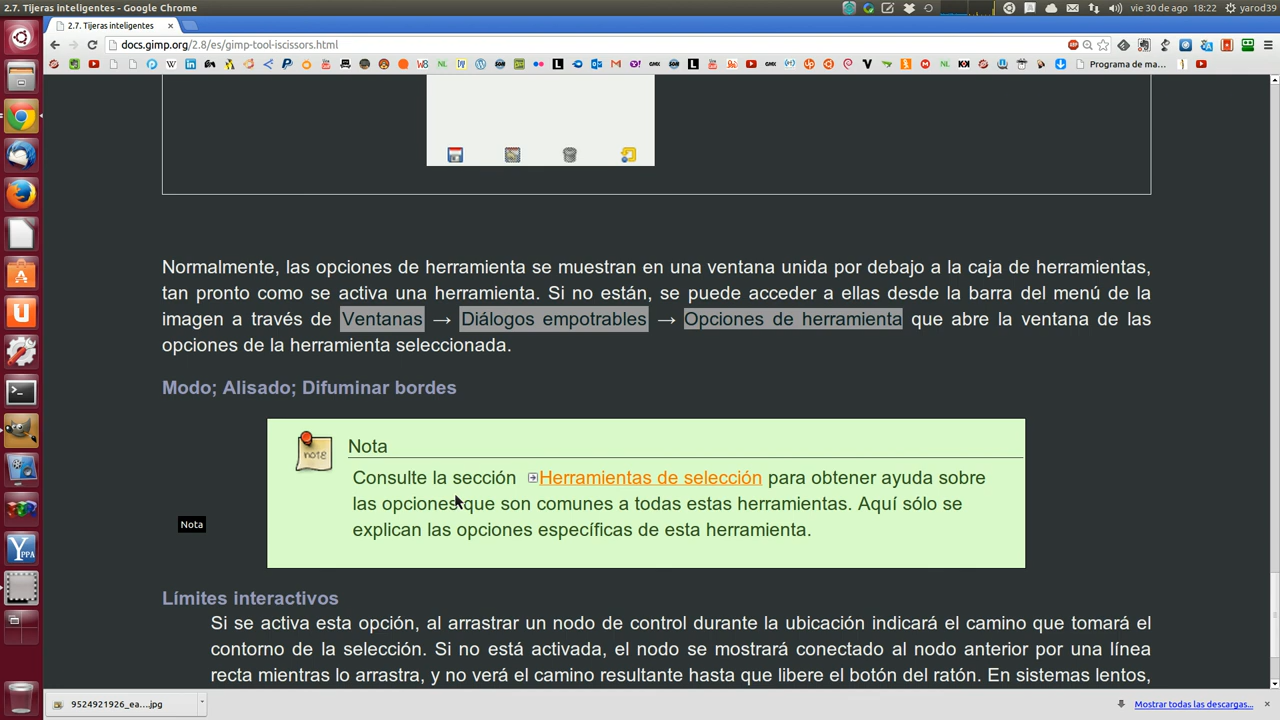 2.7. Tijeras inteligentes - Google Chrome
vie 30 de ago
18:22
yarod39
2.7. Tijeras inteligentes
docs.gimp.org/2.8/es/gimp-tool-iscissors.html
Programa de ma...
Normalmente, las opciones de herramienta se muestran en una ventana unida por debajo a la caja de herramientas,
tan pronto como se activa una herramienta. Si no están, se puede acceder a ellas desde la barra del menú de la
imagen a través de Ventanas → Diálogos empotrables → Opciones de herramienta que abre la ventana de las
opciones de la herramienta seleccionada.
Modo; Alisado; Difuminar bordes
note
Nota
Consulte la sección Herramientas de selección para obtener ayuda sobre
las opciones que son comunes a todas estas herramientas. Aquí sólo se
explican las opciones específicas de esta herramienta.
Nota
Límites interactivos
Si se activa esta opción, al arrastrar un nodo de control durante la ubicación indicará el camino que tomará el
contorno de la selección. Si no está activada, el nodo se mostrará conectado al nodo anterior por una línea
recta mientras lo arrastra, y no verá el camino resultante hasta que libere el botón del ratón. En sistemas lentos,
9524921926_ea....jpg
Mostrar todas las descargas...